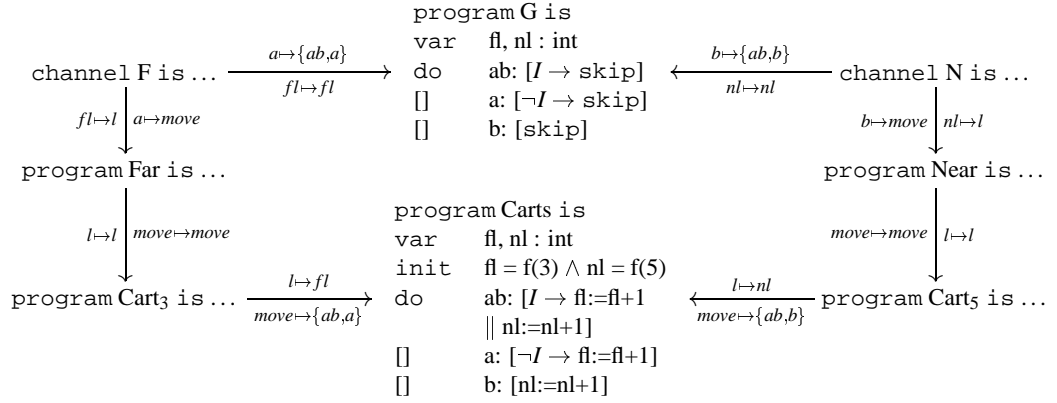 program G is
var fl, nl : int
do ab: [I → skip]
[] a: [¬I → skip]
[] b: [skip]
channel F is ...
a↦{ab,a}
fl↦fl
b↦{ab,b}
nl↦nl
channel N is ...
fl↦l a↦move
b↦move nl↦l
program Far is ...
program Near is ...
l↦l move↦move
move↦move l↦l
program Carts is
var fl, nl : int
init fl = f(3) ∧ nl = f(5)
do ab: [I → fl:=fl+1
|| nl:=nl+1]
[] a: [¬I → fl:=fl+1]
[] b: [nl:=nl+1]
program Cart₃ is ...
l↦fl
move↦{ab,a}
l↦nl
move↦{ab,b}
program Cart₅ is ...